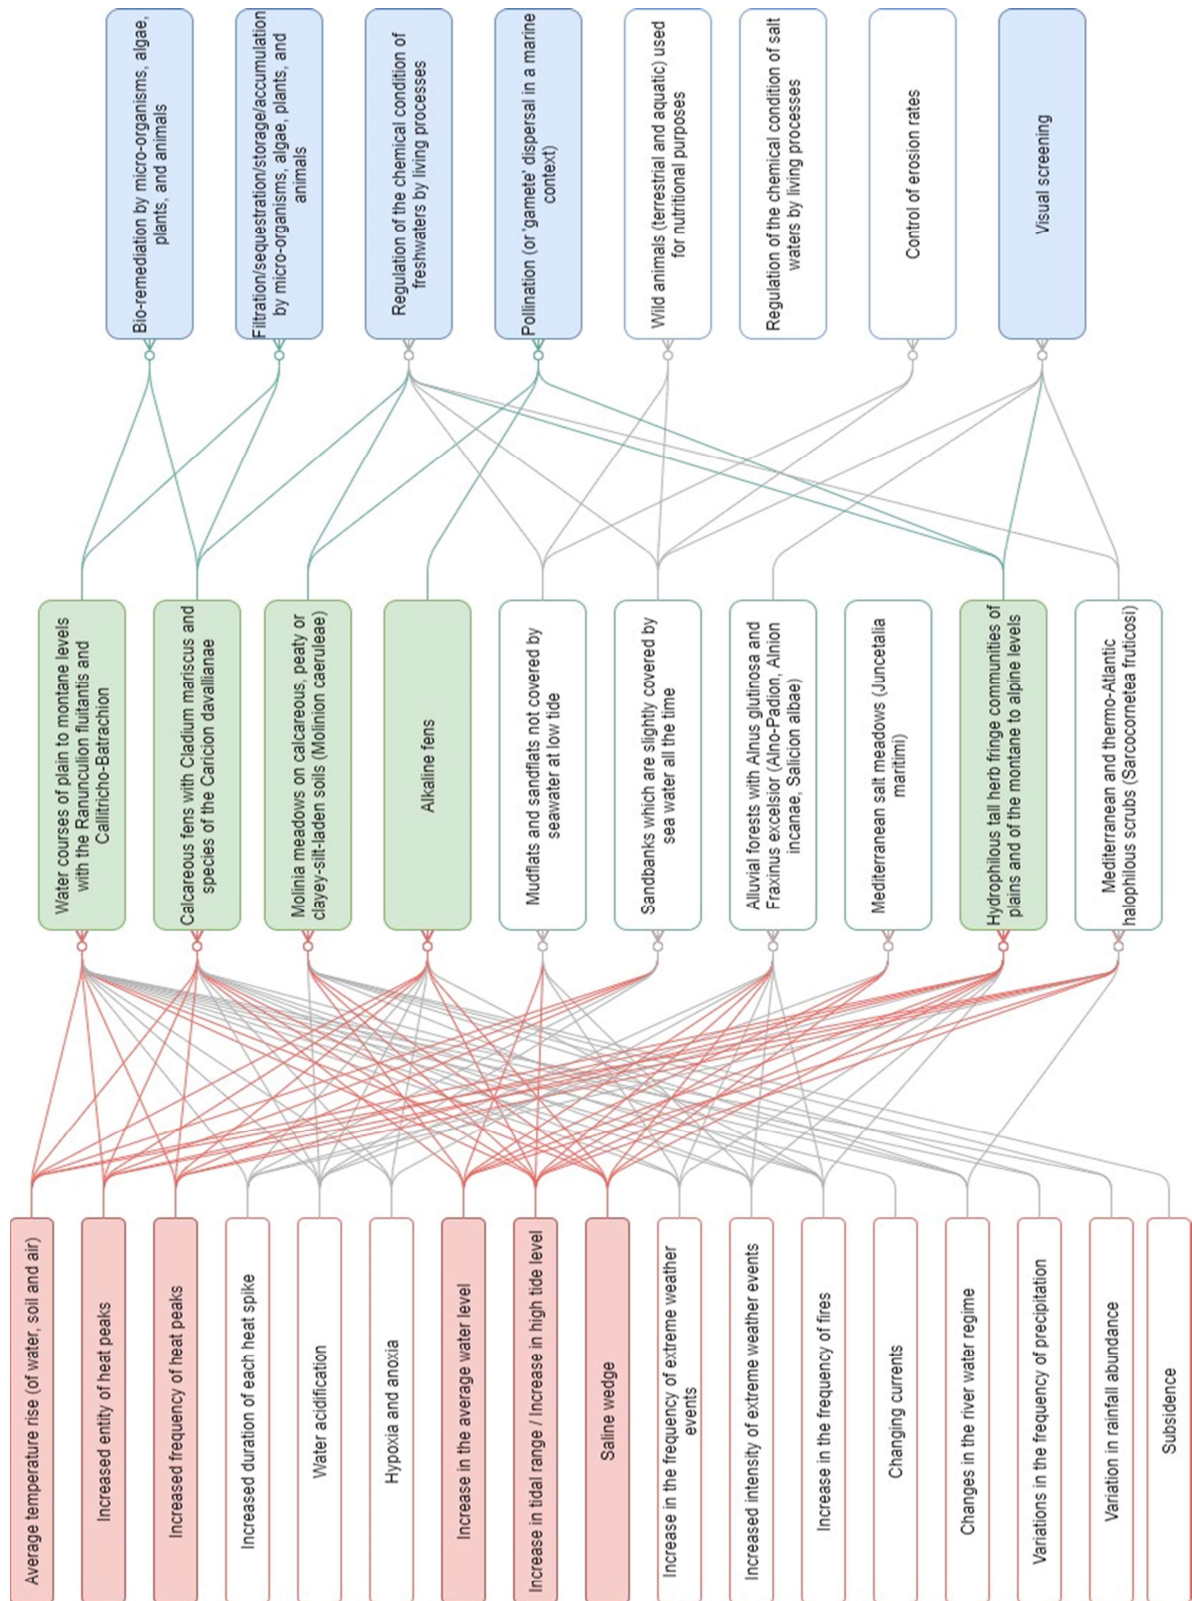 Bio-remediation by micro-organisms, algae,
plants, and animals
Filtration/sequestration/storage/accumulation
by micro-organisms, algae, plants, and
animals
Regulation of the chemical condition of
freshwaters by living processes
Pollination (or 'gamete' dispersal in a marine
context)
Wild animals (terrestrial and aquatic) used
for nutritional purposes
Regulation of the chemical condition of salt
waters by living processes
Control of erosion rates
Visual screening
Water courses of plain to montane levels
with the Ranunculion fluitantis and
Callitricho-Batrachion
Calcareous fens with Cladium mariscus and
species of the Caricion davallianae
Molinia meadows on calcareous, peaty or
clayey-silt-laden soils (Molinion caeruleae)
Alkaline fens
Mudflats and sandflats not covered by
seawater at low tide
Sandbanks which are slightly covered by
sea water all the time
Alluvial forests with Alnus glutinosa and
Fraxinus excelsior (Alno-Padion, Alnion
incanae, Salicion albae)
Mediterranean salt meadows (Juncetalia
maritimi)
Hydrophilous tall herb fringe communities of
plains and of the montane to alpine levels
Mediterranean and thermo-Atlantic
halophilous scrubs (Sarcocornetea fruticosi)
Average temperature rise (of water, soil and air)
Increased entity of heat peaks
Increased frequency of heat peaks
Increased duration of each heat spike
Water acidification
Hypoxia and anoxia
Increase in the average water level
Increase in tidal range / Increase in high tide level
Saline wedge
Increase in the frequency of extreme weather
events
Increased intensity of extreme weather events
Increase in the frequency of fires
Changing currents
Changes in the river water regime
Variations in the frequency of precipitation
Variation in rainfall abundance
Subsidence